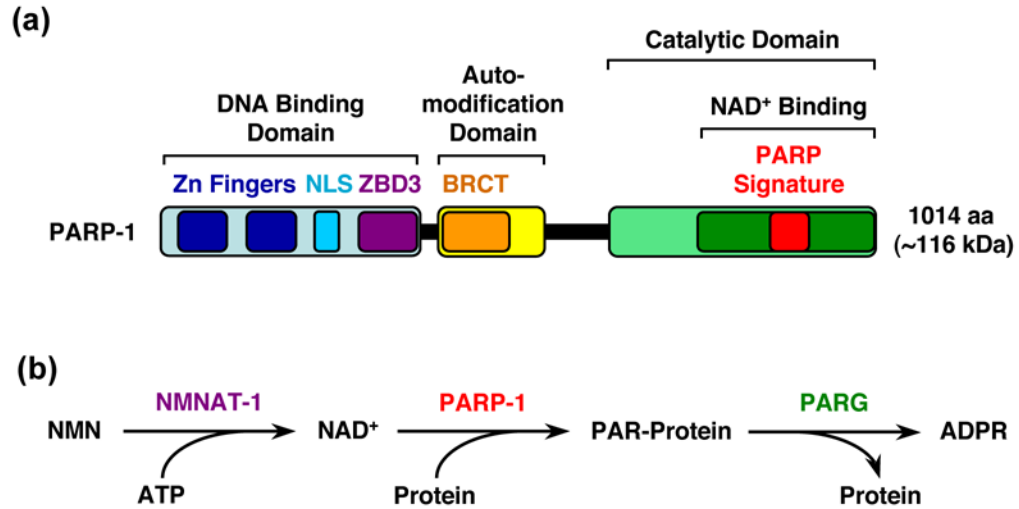 (a)
Catalytic Domain
Auto-
modification
Domain
DNA Binding
Domain
NAD⁺ Binding
PARP
Signature
Zn Fingers NLS ZBD3 BRCT
PARP-1
1014 aa
(~116 kDa)
(b)
NMNAT-1 PARP-1 PARG
NMN NAD⁺ PAR-Protein ADPR
ATP Protein Protein